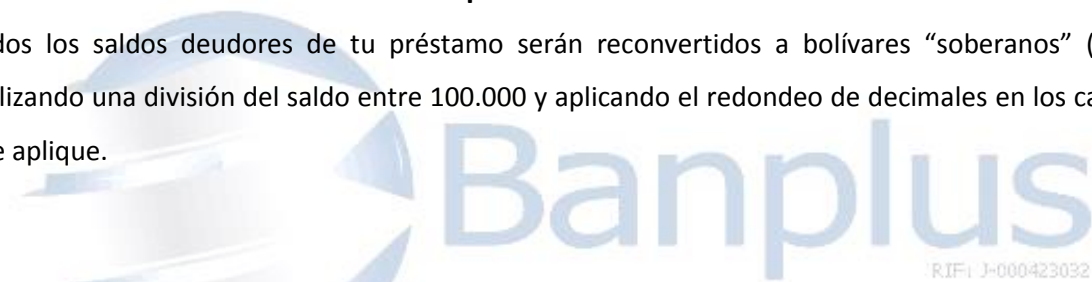 dos los saldos deudores de tu préstamo serán reconvertidos a bolívares “soberanos” (
lizando una división del saldo entre 100.000 y aplicando el redondeo de decimales en los ca
e aplique.
Banplus
RIF: J-000423032